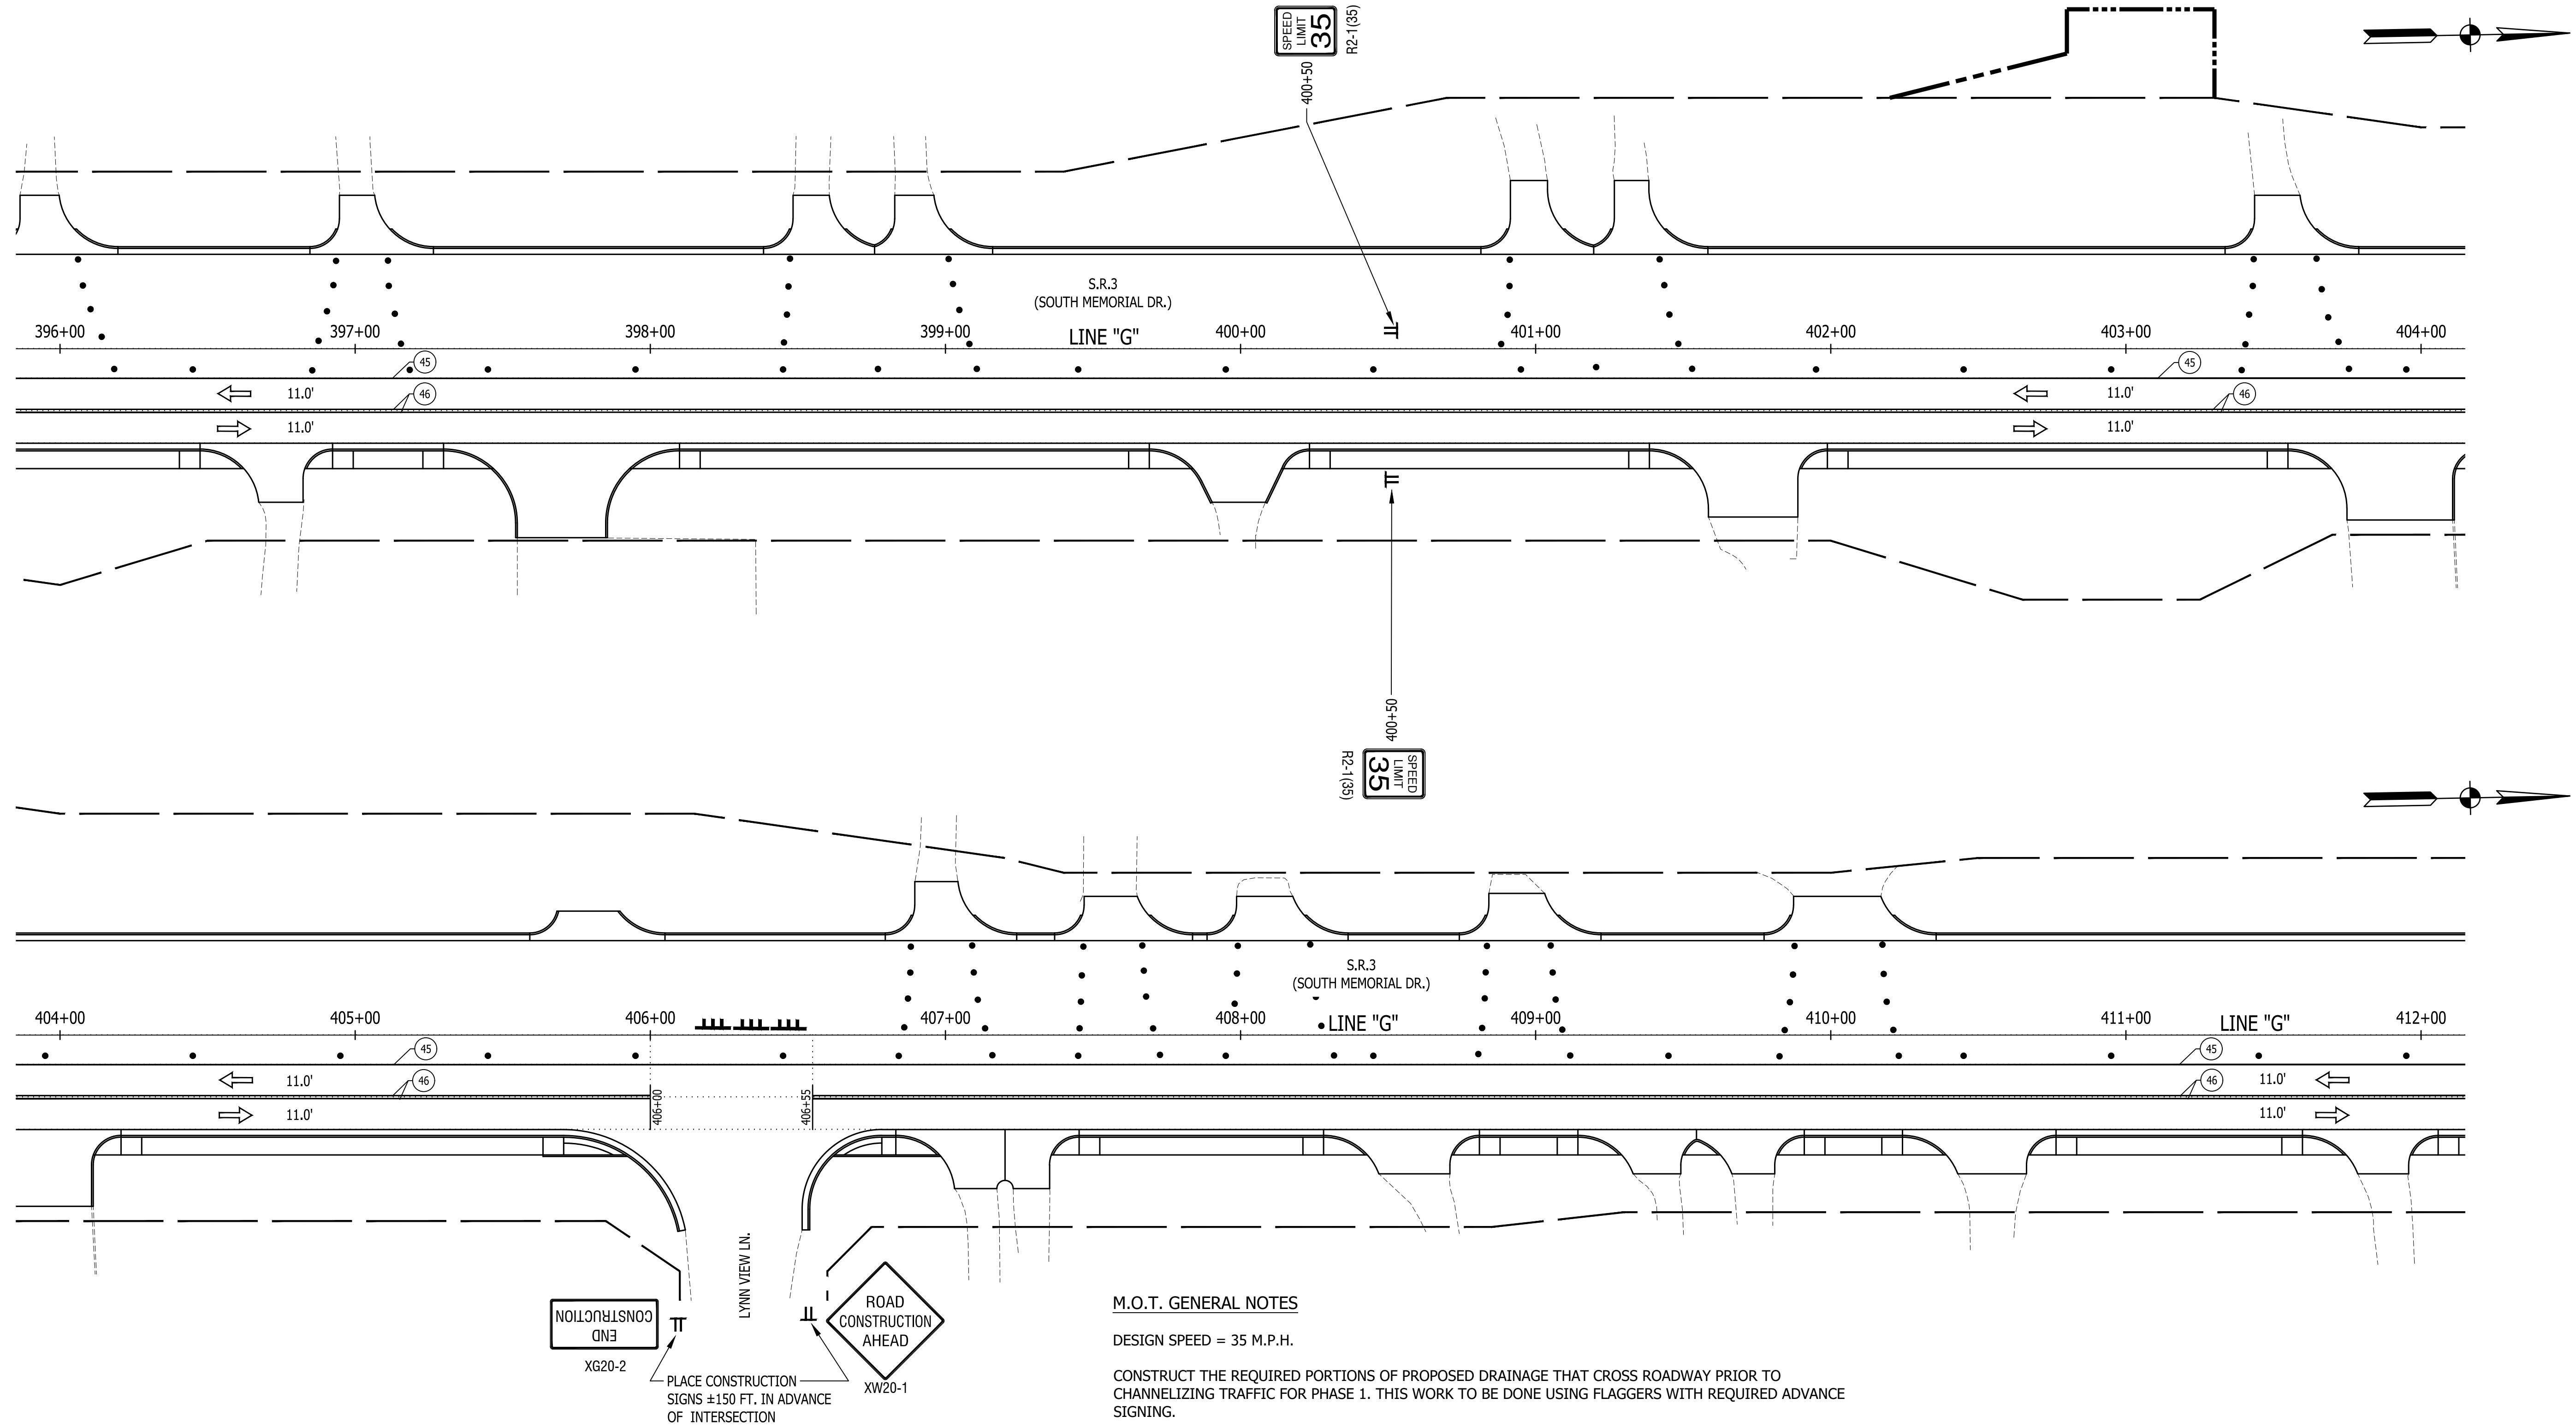 SPEED
LIMIT
35
R2-1(35)
400+50
S.R.3
(SOUTH MEMORIAL DR.)
396+00 397+00 398+00 399+00 LINE "G" 400+00 401+00 402+00 403+00 404+00
45 45
11.0' 46 11.0' 46
11.0' 11.0'
400+50
SPEED
LIMIT
35
R2-1(35)
S.R.3
(SOUTH MEMORIAL DR.)
404+00 405+00 406+00 407+00 408+00 LINE "G" 409+00 410+00 411+00 LINE "G" 412+00
45 45
11.0' 46 46 11.0'
406+00 406+55
11.0' 11.0'
LYNN VIEW LN.
END
CONSTRUCTION
XG20-2
ROAD
CONSTRUCTION
AHEAD
XW20-1
PLACE CONSTRUCTION
SIGNS ±150 FT. IN ADVANCE
OF INTERSECTION
M.O.T. GENERAL NOTES
DESIGN SPEED = 35 M.P.H.
CONSTRUCT THE REQUIRED PORTIONS OF PROPOSED DRAINAGE THAT CROSS ROADWAY PRIOR TO
CHANNELIZING TRAFFIC FOR PHASE 1. THIS WORK TO BE DONE USING FLAGGERS WITH REQUIRED ADVANCE
SIGNING.